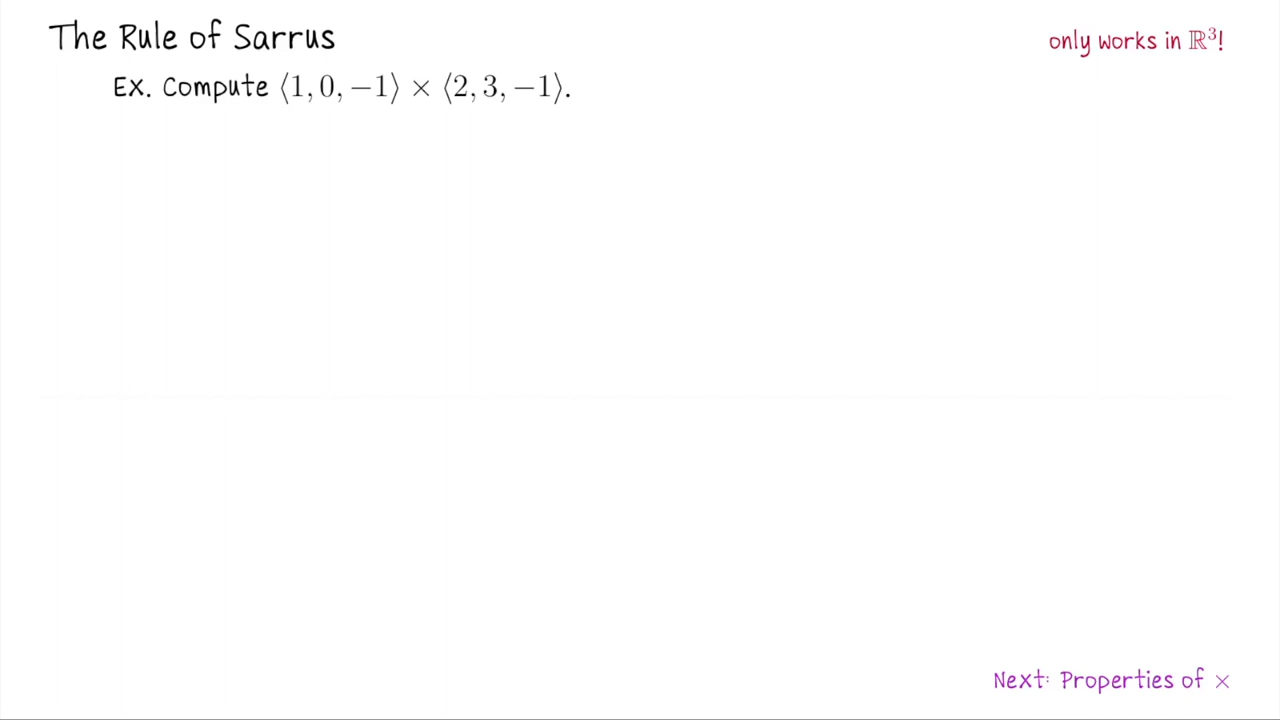 The Rule of Sarrus
only works in ℝ³!
Ex. Compute ⟨1, 0, −1⟩ × ⟨2, 3, −1⟩.
Next: Properties of ×